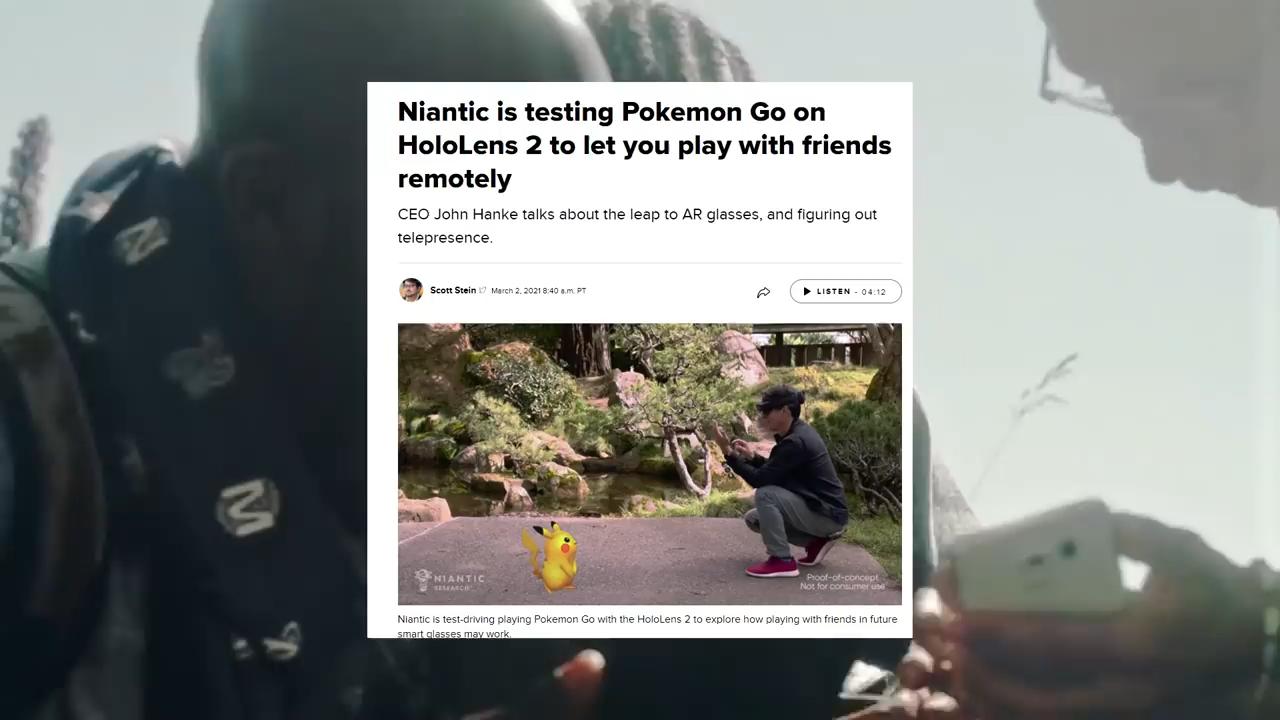 Niantic is testing Pokemon Go on
HoloLens 2 to let you play with friends
remotely
CEO John Hanke talks about the leap to AR glasses, and figuring out
telepresence.
Scott Stein March 2, 2021 8:40 a.m. PT
LISTEN - 04:12
NIANTIC
RESEARCH
Proof-of-concept
Not for consumer use
Niantic is test-driving playing Pokemon Go with the HoloLens 2 to explore how playing with friends in future
smart glasses may work.